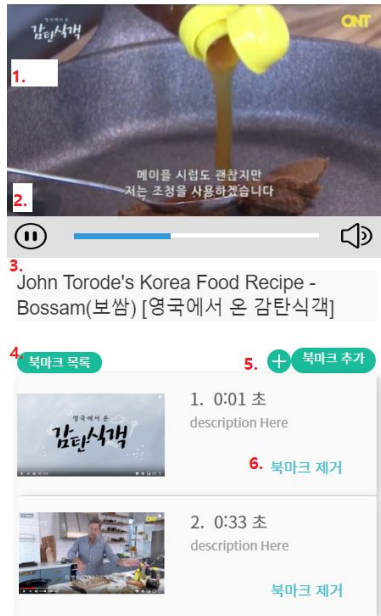 영국에서 온
감탄식객
ONT
1.
메이플 시럽도 괜찮지만
저는 조청을 사용하겠습니다
2.
3.
John Torode's Korea Food Recipe -
Bossam(보쌈) [영국에서 온 감탄식객]
4.
북마크 목록
5.
북마크 추가
영국에서 온
감탄식객
1. 0:01 초
description Here
6. 북마크 제거
2. 0:33 초
description Here
북마크 제거